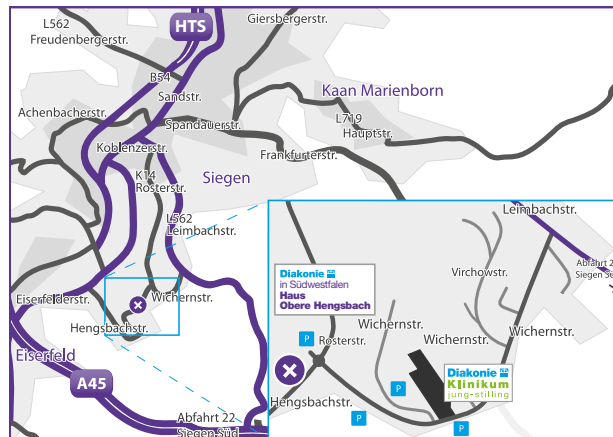 L562
Freudenbergerstr.
HTS
Giersbergerstr.
B54
Sandstr.
Kaan Marienborn
Achenbacherstr.
Spandauerstr.
L719
Hauptstr.
Koblenzerstr.
Frankfurterstr.
K14
Rosterstr.
Siegen
L562
Leimbachstr.
Eiserfelderstr.
Wichernstr.
Hengsbachstr.
Eiserfeld
A45
Abfahrt 22
Siegen Süd
Leimbachstr.
Abfahrt 2
Siegen Sü
Diakonie
in Südwestfalen
Haus
Obere Hengsbach
Virchowstr.
Wichernstr.
Wichernstr.
Wichernstr.
P
Rosterstr.
Diakonie
Klinikum
jung-stilling
Hengsbachstr.
P
P
P